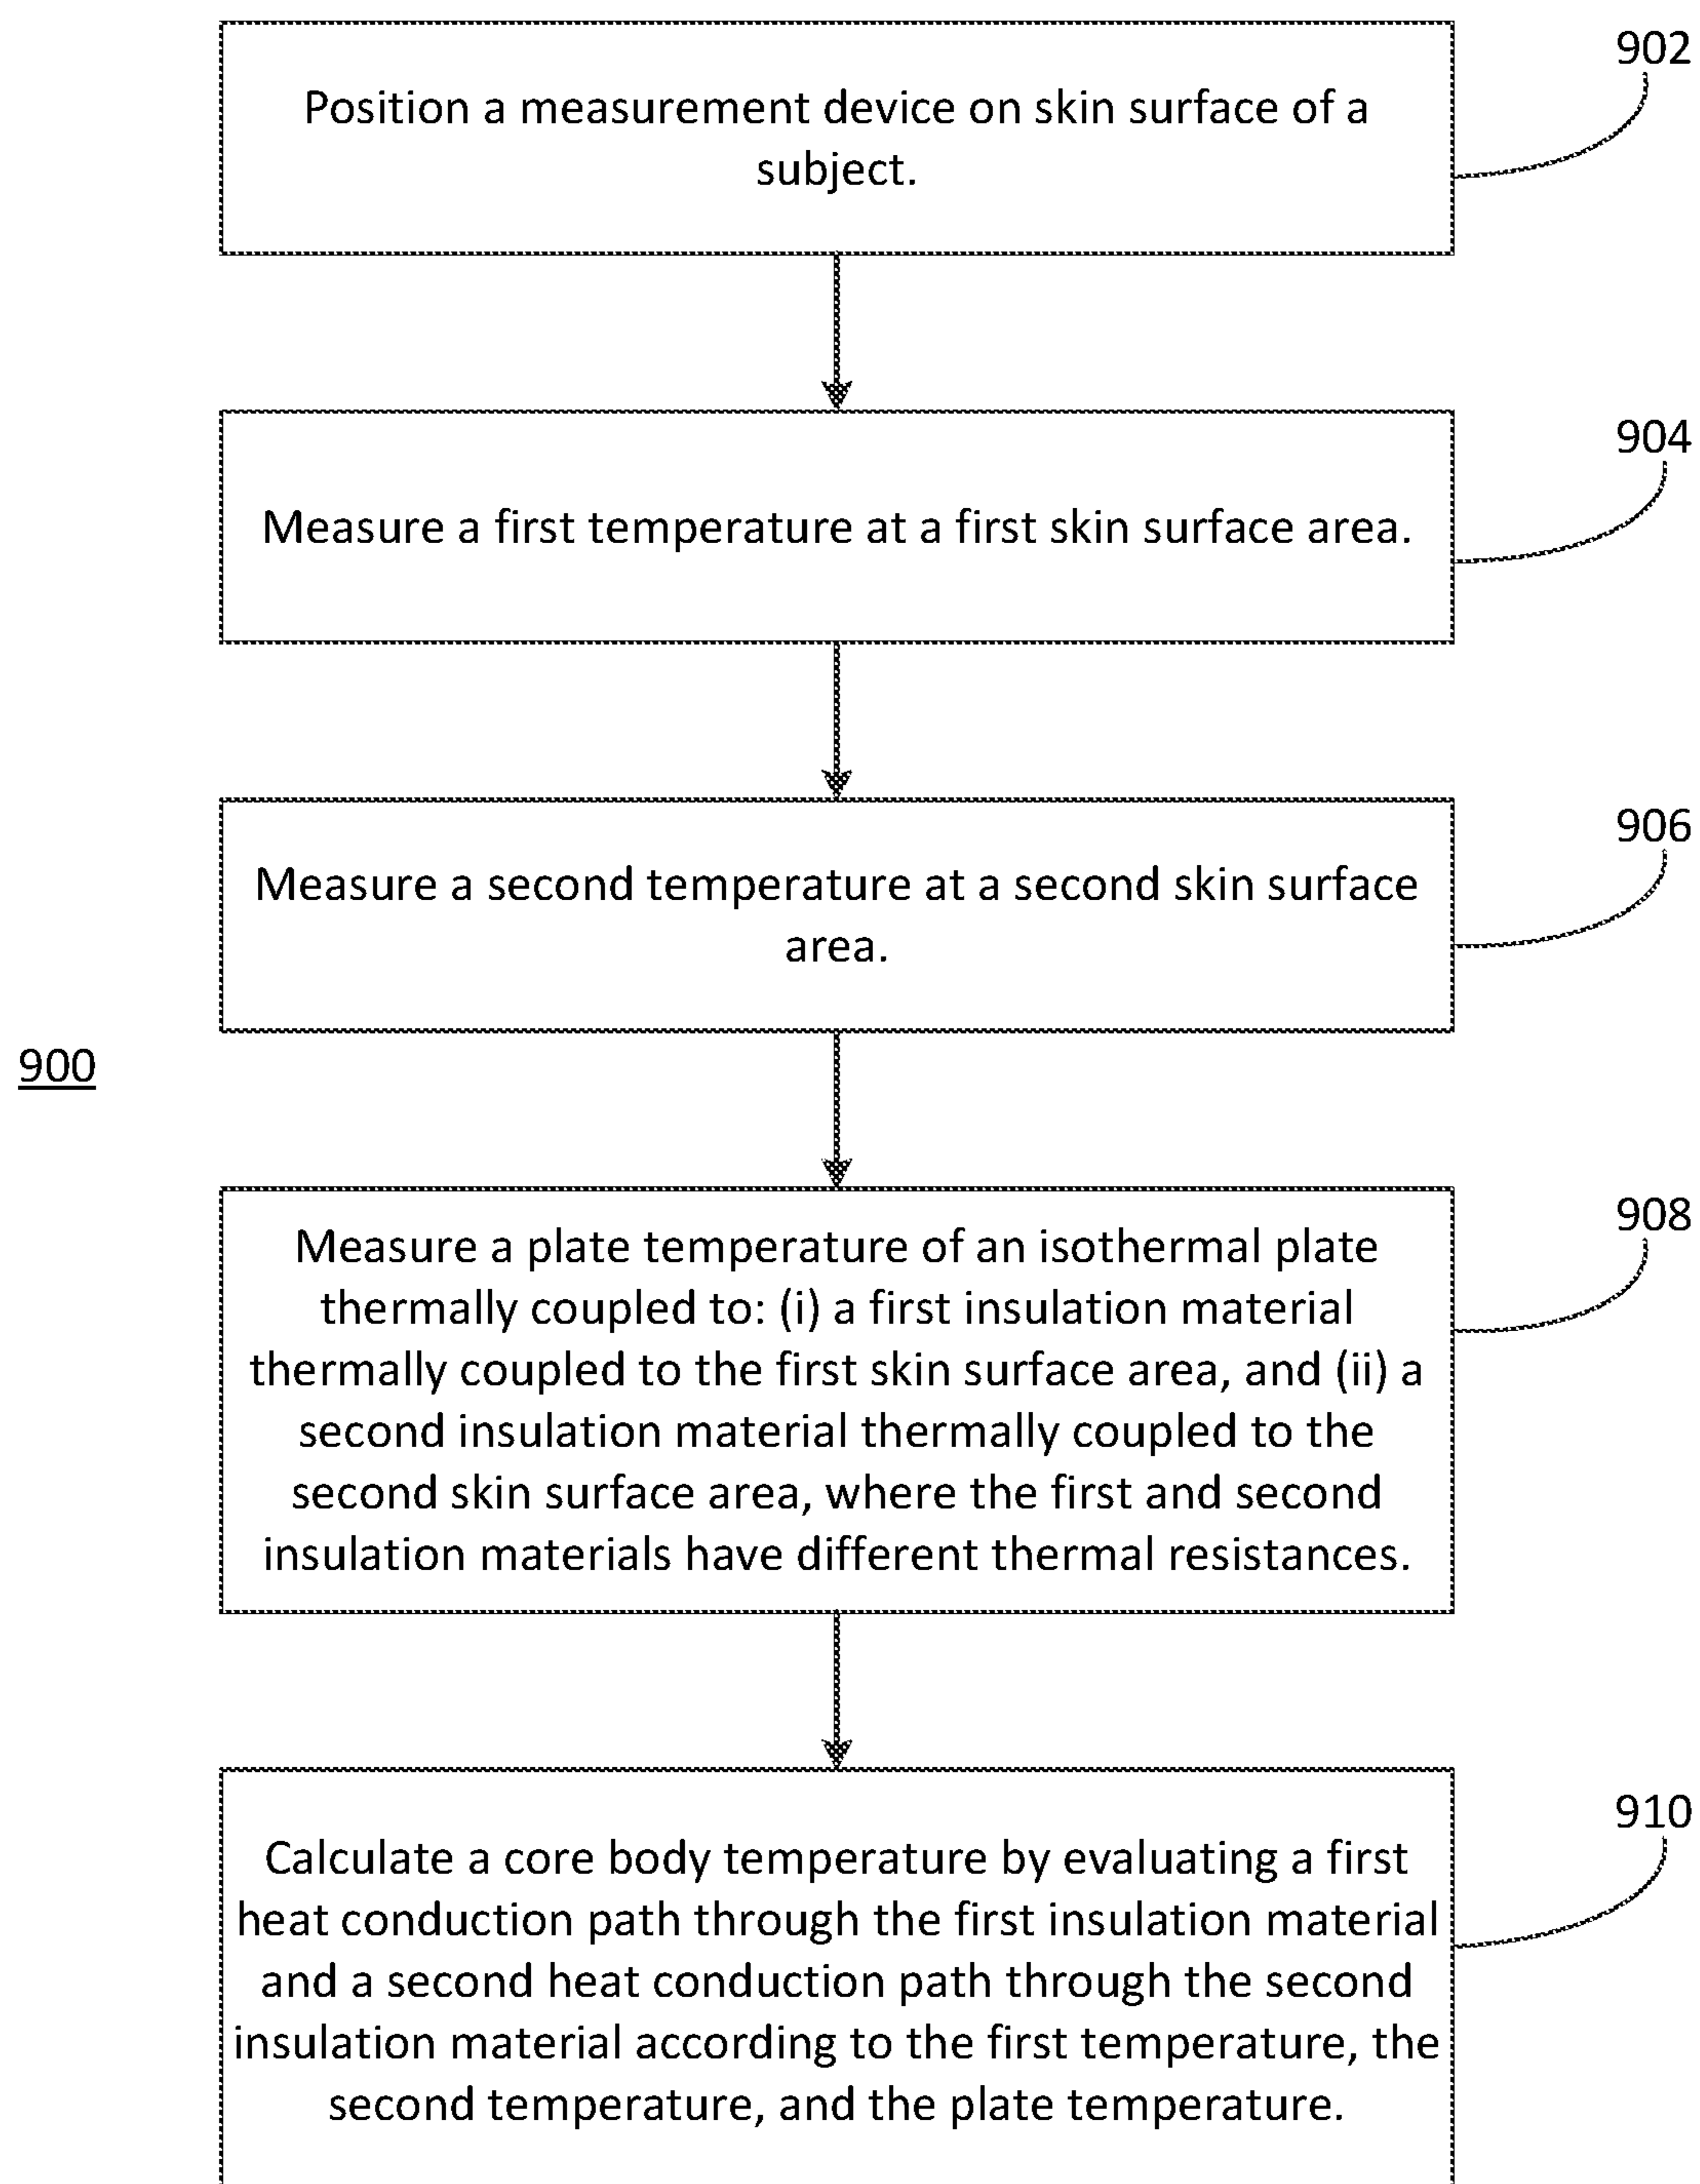 902
Position a measurement device on skin surface of a
subject.
904
Measure a first temperature at a first skin surface area.
906
Measure a second temperature at a second skin surface
area.
900
908
Measure a plate temperature of an isothermal plate
thermally coupled to: (i) a first insulation material
thermally coupled to the first skin surface area, and (ii) a
second insulation material thermally coupled to the
second skin surface area, where the first and second
insulation materials have different thermal resistances.
910
Calculate a core body temperature by evaluating a first
heat conduction path through the first insulation material
and a second heat conduction path through the second
insulation material according to the first temperature, the
second temperature, and the plate temperature.